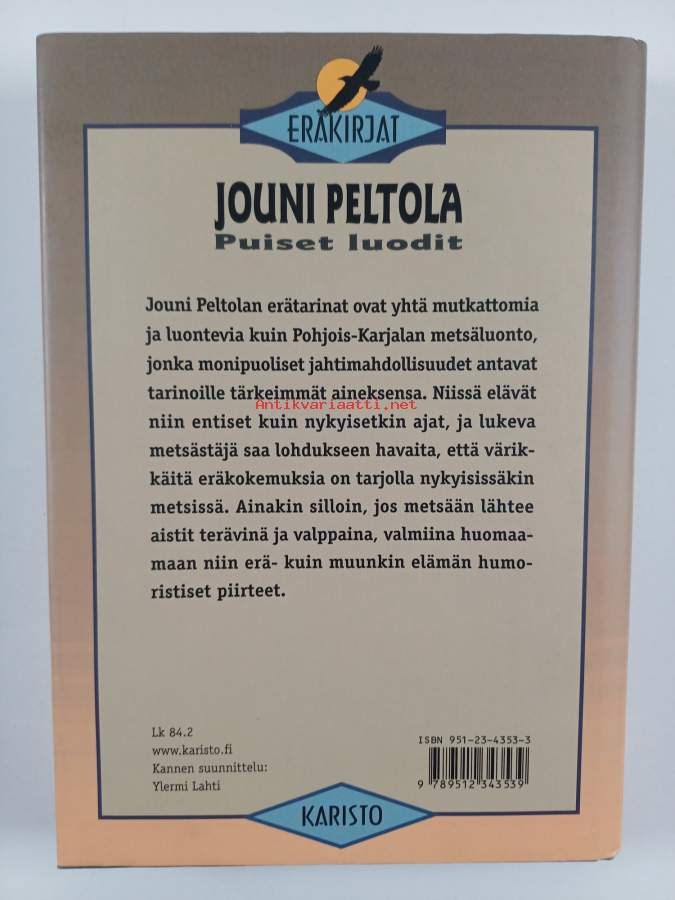 ERÄKIRJAT
JOUNI PELTOLA
Puiset luodit
Jouni Peltolan erätarinat ovat yhtä mutkattomia
ja luontevia kuin Pohjois-Karjalan metsäluonto,
jonka monipuoliset jahtimahdollisuudet antavat
tarinoille tärkeimmät aineksensa. Niissä elävät
Antikvariaatti.net
niin entiset kuin nykyisetkin ajat, ja lukeva
metsästäjä saa lohdukseen havaita, että värik-
käitä eräkokemuksia on tarjolla nykyisissäkin
metsissä. Ainakin silloin, jos metsään lähtee
aistit terävinä ja valppaina, valmiina huomaa-
maan niin erä- kuin muunkin elämän humo-
ristiset piirteet.
Lk 84.2
www.karisto.fi
Kannen suunnittelu:
Ylermi Lahti
ISBN 951-23-4353-3
9 789512 343539
KARISTO